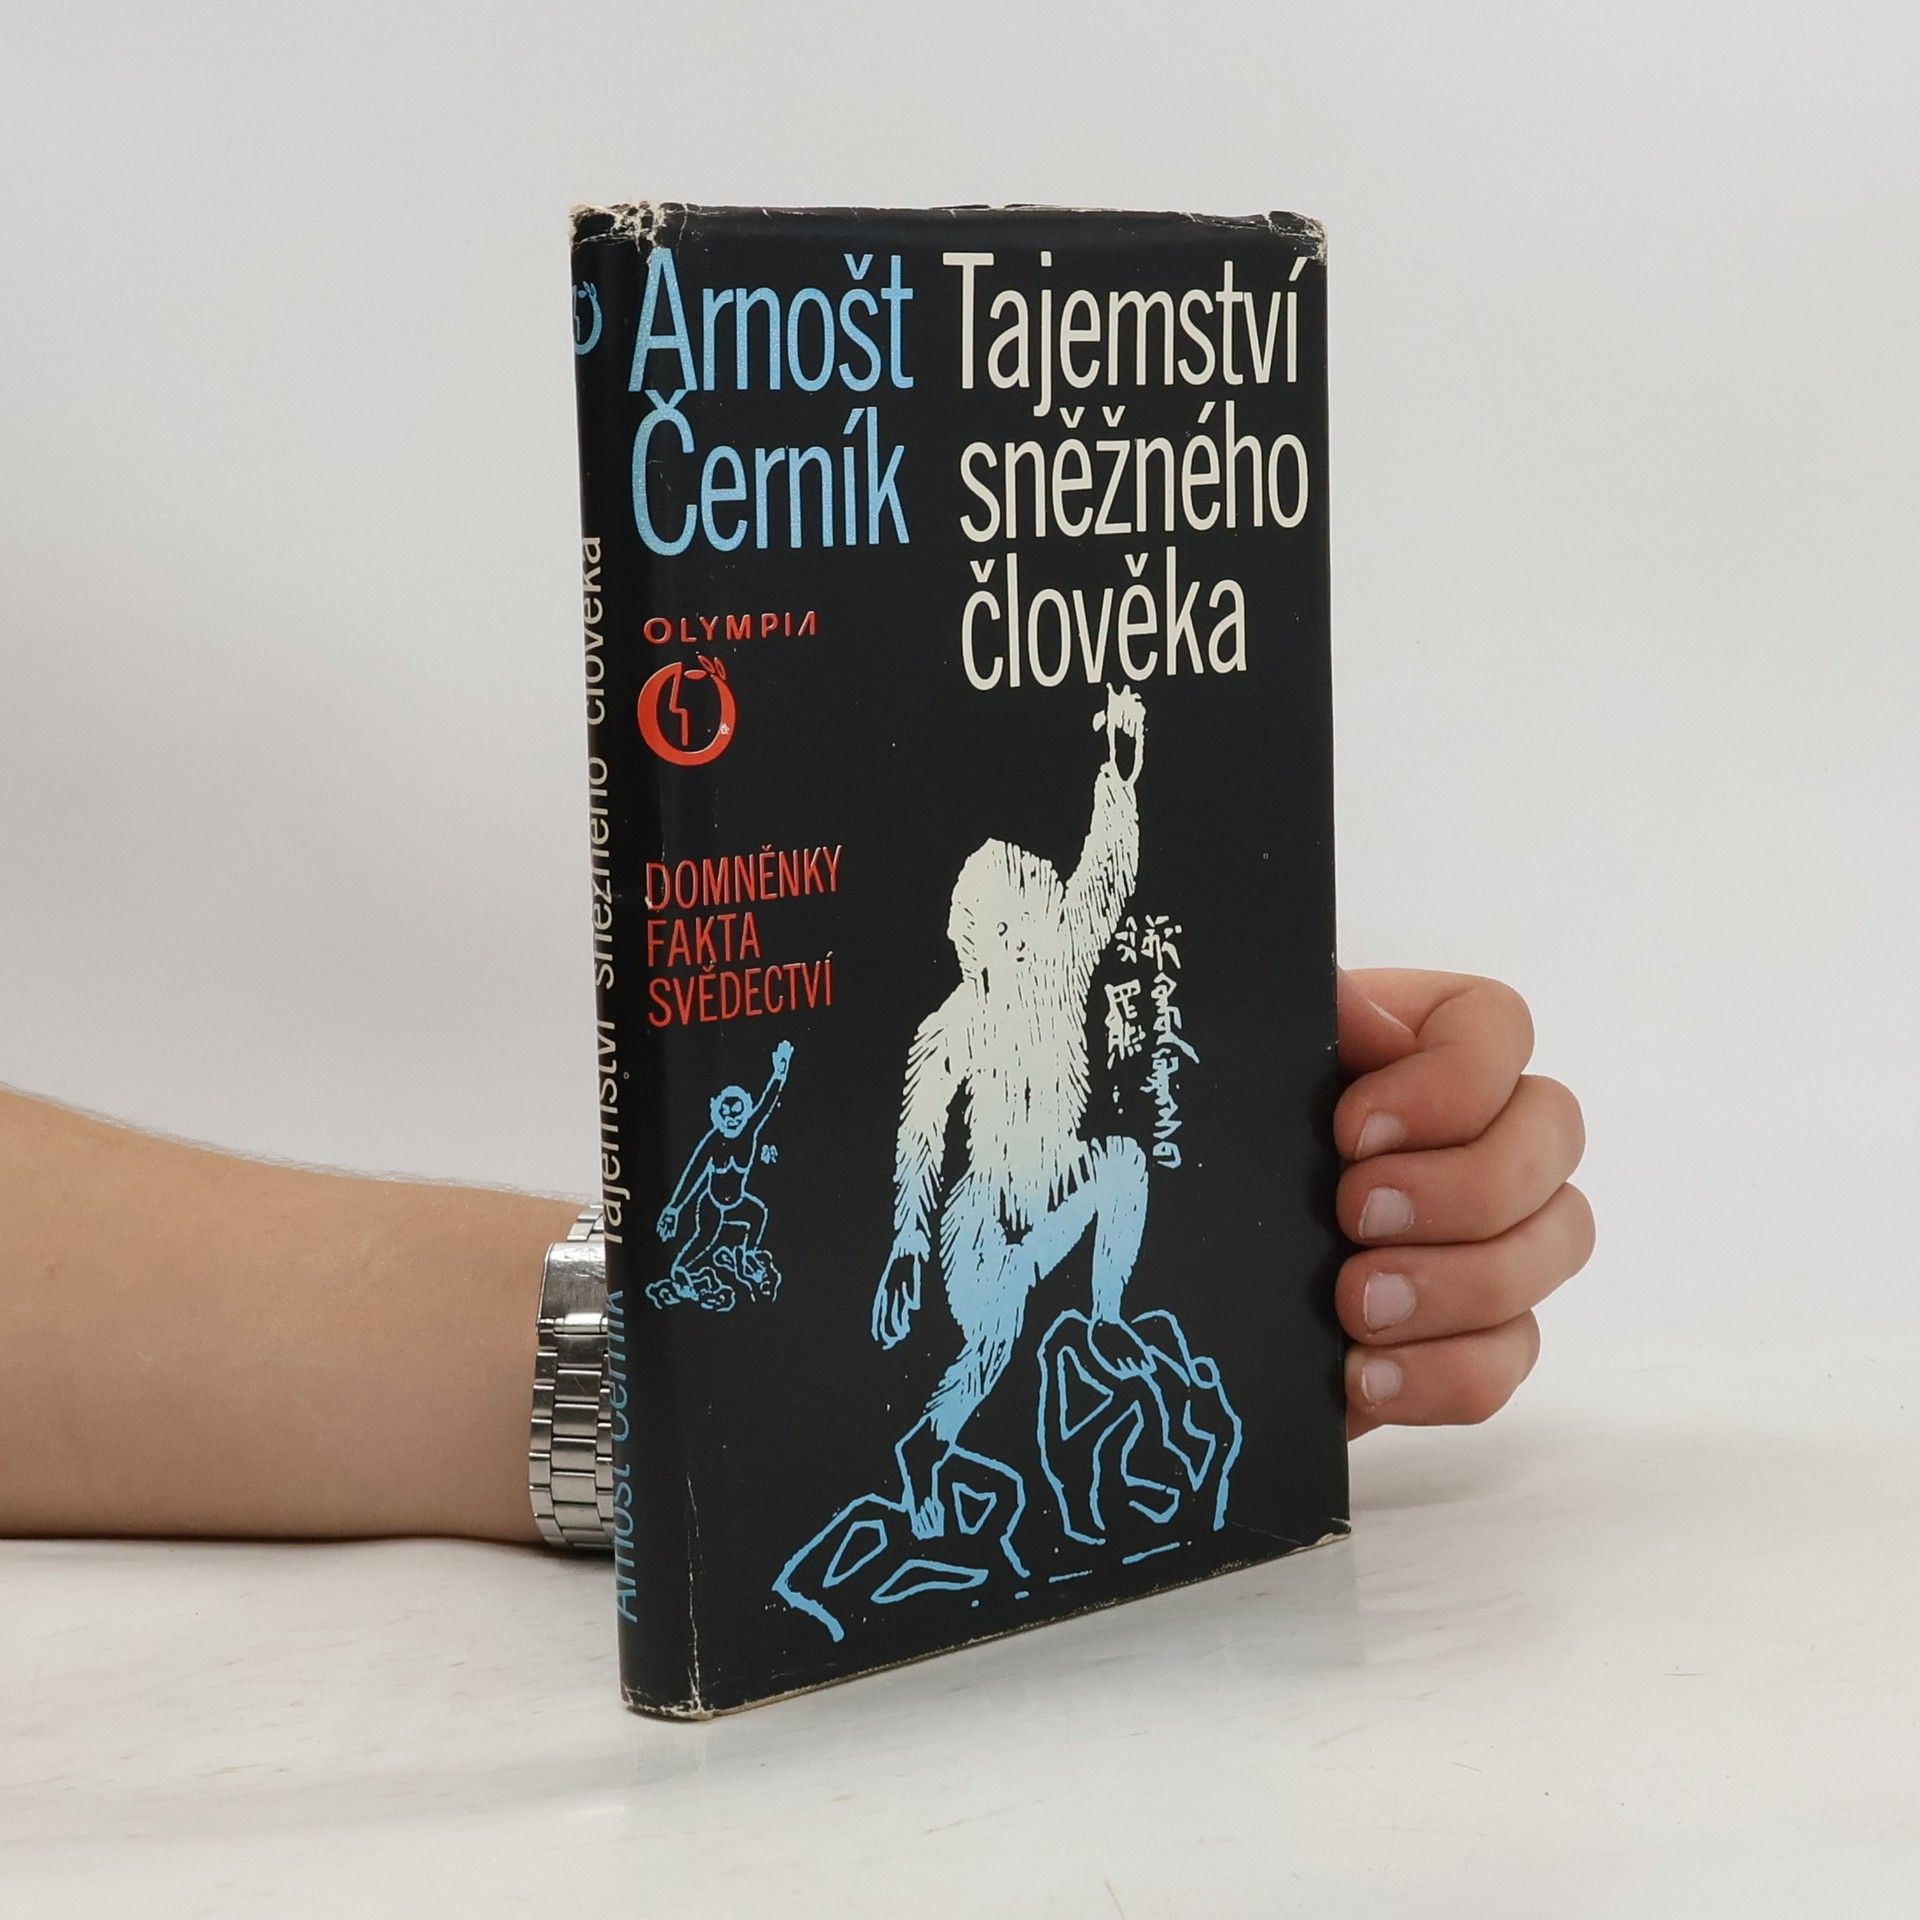 Arnošt
Černík
Tajemství
sněžného
člověka
OLYMPIA
DOMNĚNKY
FAKTA
SVĚDECTVÍ
Arnošt Černík Tajemství sněžného člověka